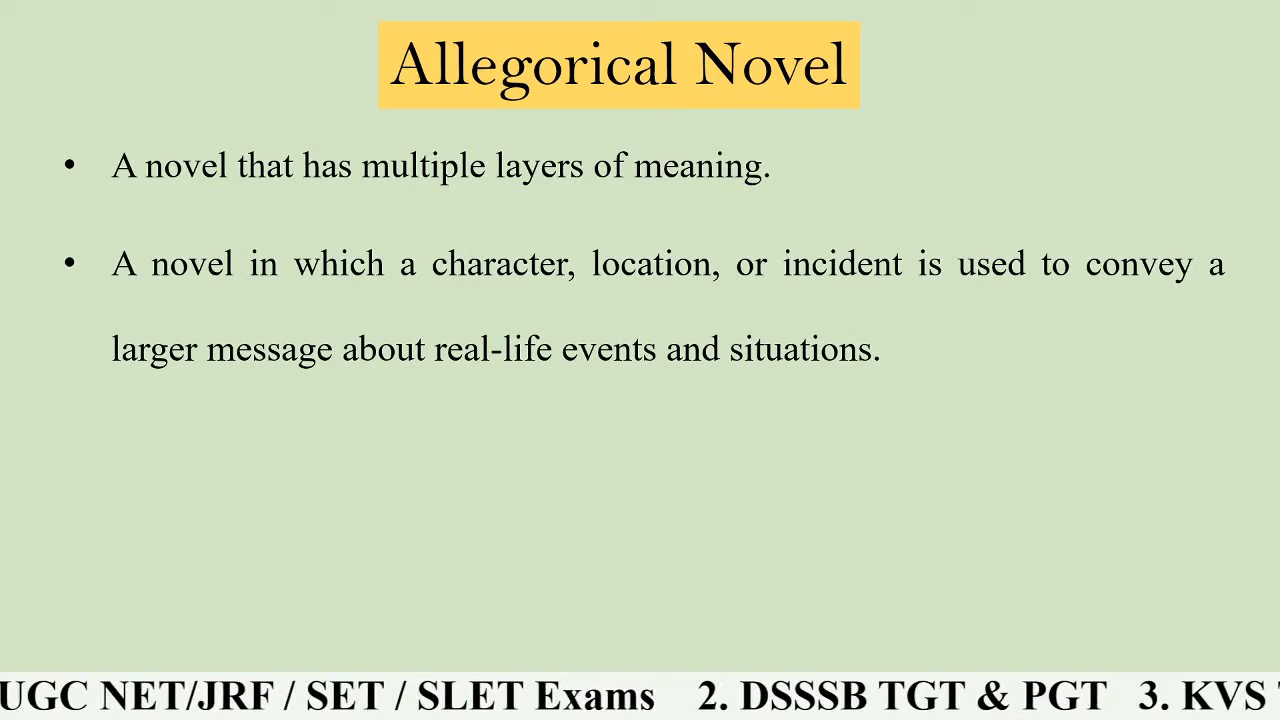 Allegorical Novel
• A novel that has multiple layers of meaning.
• A novel in which a character, location, or incident is used to convey a
larger message about real-life events and situations.
UGC NET/JRF / SET / SLET Exams 2. DSSSB TGT & PGT 3. KVS